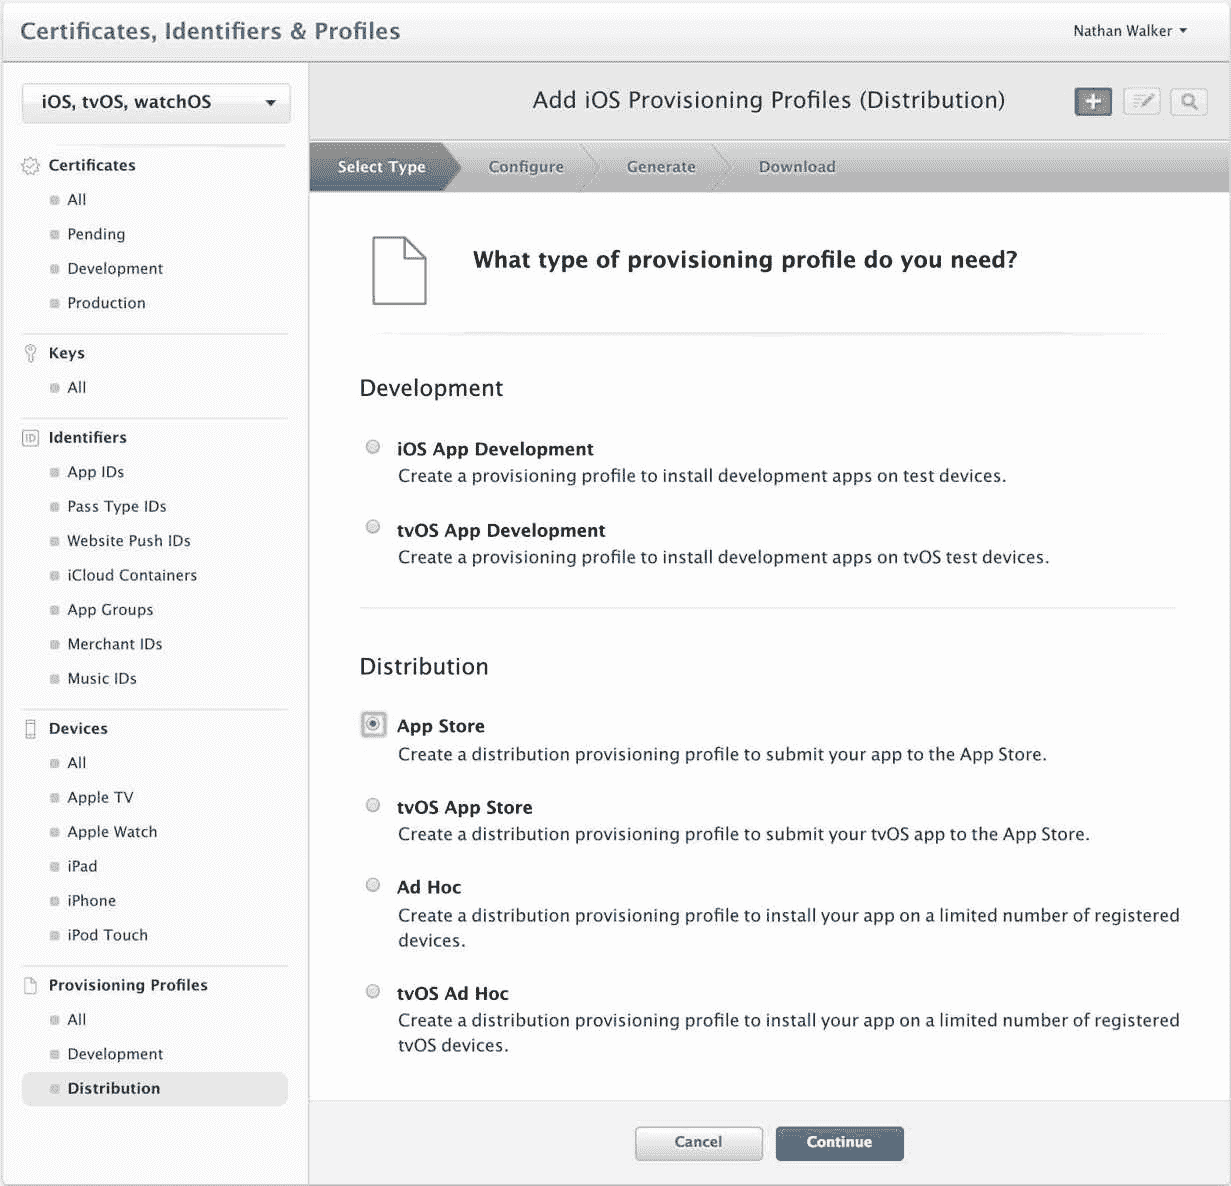 Certificates, Identifiers & Profiles
Nathan Walker
iOS, tvOS, watchOS
Add iOS Provisioning Profiles (Distribution)
Select Type
Configure
Generate
Download
Certificates
All
Pending
Development
Production
Keys
All
ID
Identifiers
App IDs
Pass Type IDs
Website Push IDs
iCloud Containers
App Groups
Merchant IDs
Music IDs
Devices
All
Apple TV
Apple Watch
iPad
iPhone
iPod Touch
Provisioning Profiles
All
Development
Distribution
What type of provisioning profile do you need?
Development
iOS App Development
Create a provisioning profile to install development apps on test devices.
tvOS App Development
Create a provisioning profile to install development apps on tvOS test devices.
Distribution
App Store
Create a distribution provisioning profile to submit your app to the App Store.
tvOS App Store
Create a distribution provisioning profile to submit your tvOS app to the App Store.
Ad Hoc
Create a distribution provisioning profile to install your app on a limited number of registered
devices.
tvOS Ad Hoc
Create a distribution provisioning profile to install your app on a limited number of registered
tvOS devices.
Cancel
Continue